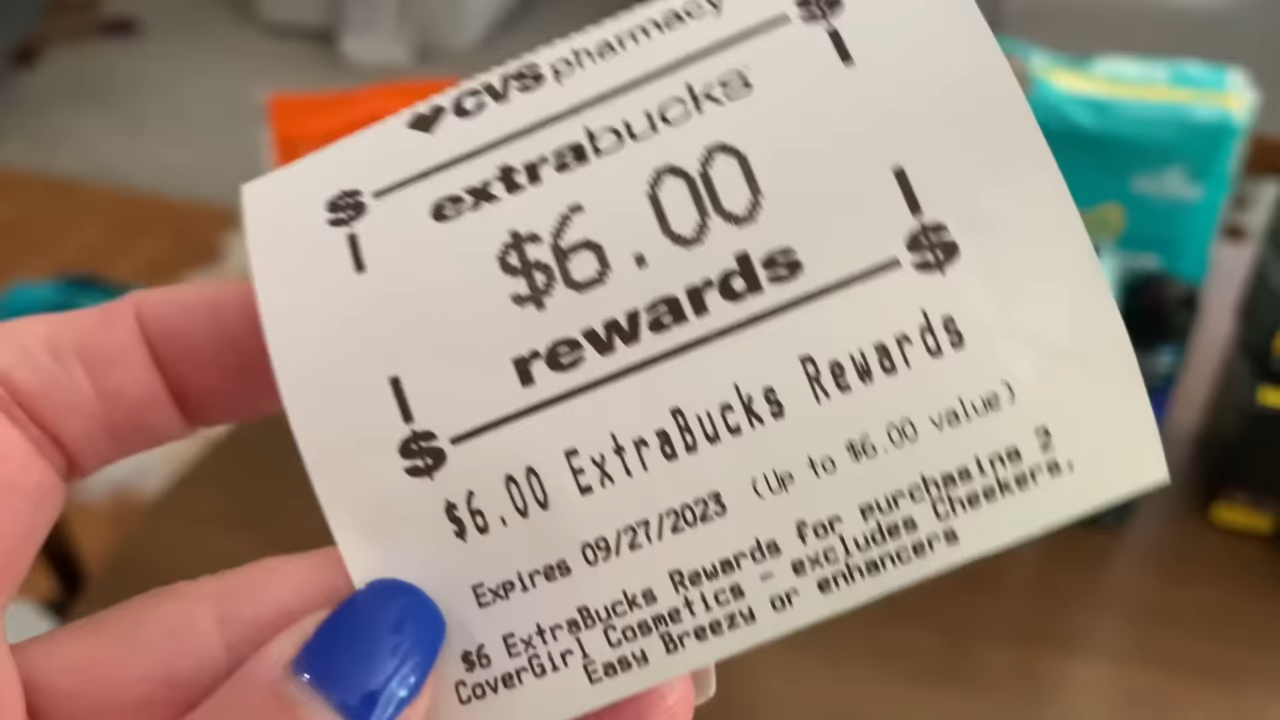 CVS pharmacy
extrabucks
$6.00
rewards
$6.00 ExtraBucks Rewards
Expires 09/27/2023 (Up to $6.00 value)
$6 ExtraBucks Rewards for purchasing 2
CoverGirl Cosmetics - excludes Cheekers,
Easy Breezy or enhancers